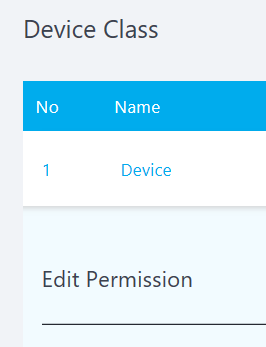 Device Class
No Name
1 Device
Edit Permission